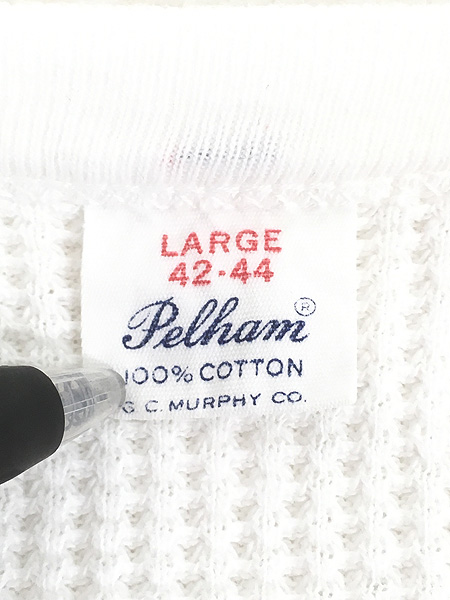 LARGE
42-44
Pelham®
100% COTTON
G C. MURPHY CO.